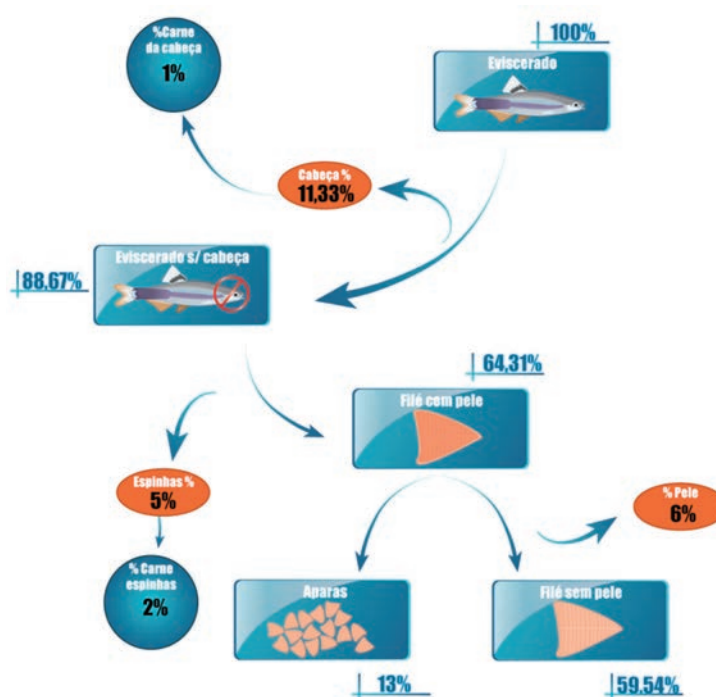 %Carne
da cabeça
1%
100%
Eviscerado
Cabeça %
11,33%
Eviscerado s/ cabeça
88,67%
64,31%
Filé com pele
Espinhas %
5%
% Pele
6%
% Carne
espinhas
2%
Aparas
13%
Filé sem pele
59.54%